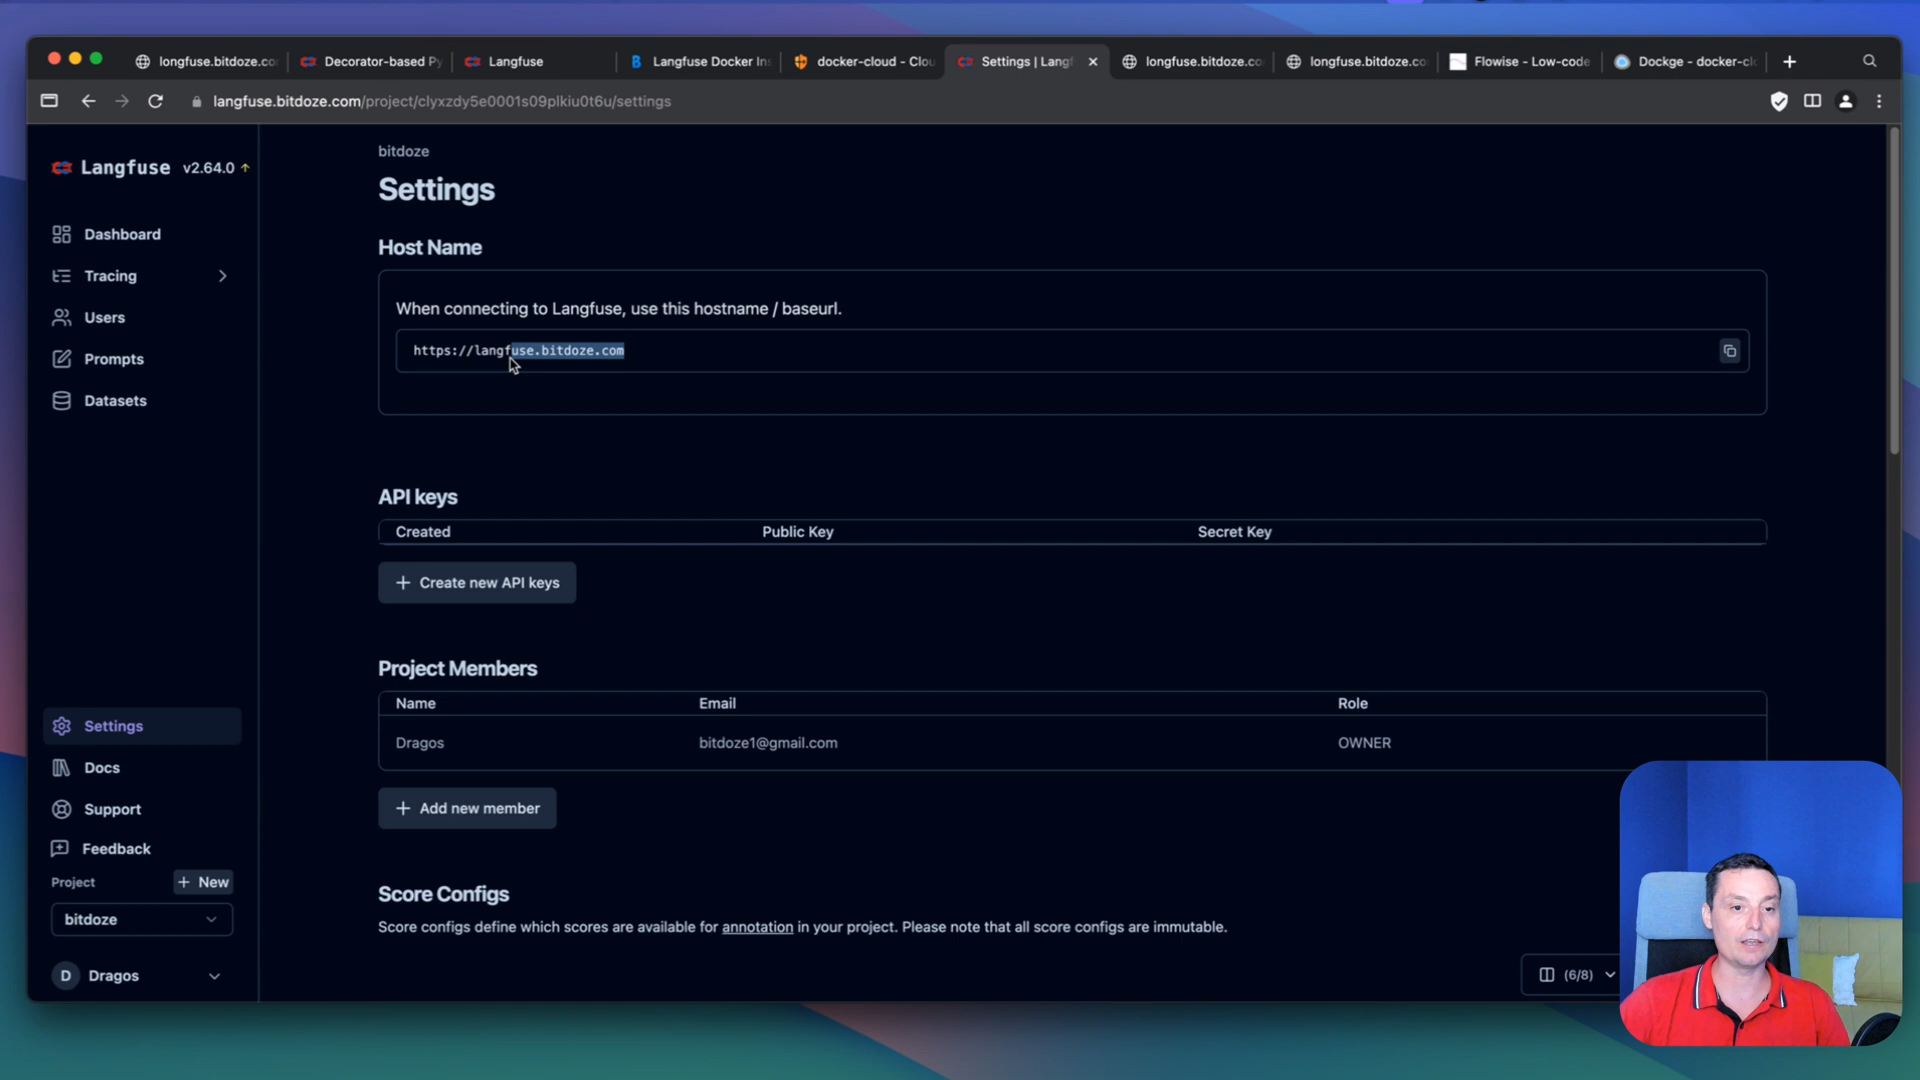 longfuse.bitdoze.co
Decorator-based Py
Langfuse
Langfuse Docker Ins
docker-cloud - Clou
Settings | Langf
longfuse.bitdoze.co
longfuse.bitdoze.co
Flowise - Low-code
Dockge - docker-cl
langfuse.bitdoze.com/project/clyxzdy5e0001s09plkiu0t6u/settings
Langfuse v2.64.0
Dashboard
Tracing
Users
Prompts
Datasets
Settings
Docs
Support
Feedback
Project + New
bitdoze
D Dragos
bitdoze
Settings
Host Name
When connecting to Langfuse, use this hostname / baseurl.
https://langfuse.bitdoze.com
API keys
Created Public Key Secret Key
+ Create new API keys
Project Members
Name Email Role
Dragos bitdoze1@gmail.com OWNER
+ Add new member
Score Configs
Score configs define which scores are available for annotation in your project. Please note that all score configs are immutable.
(6/8)